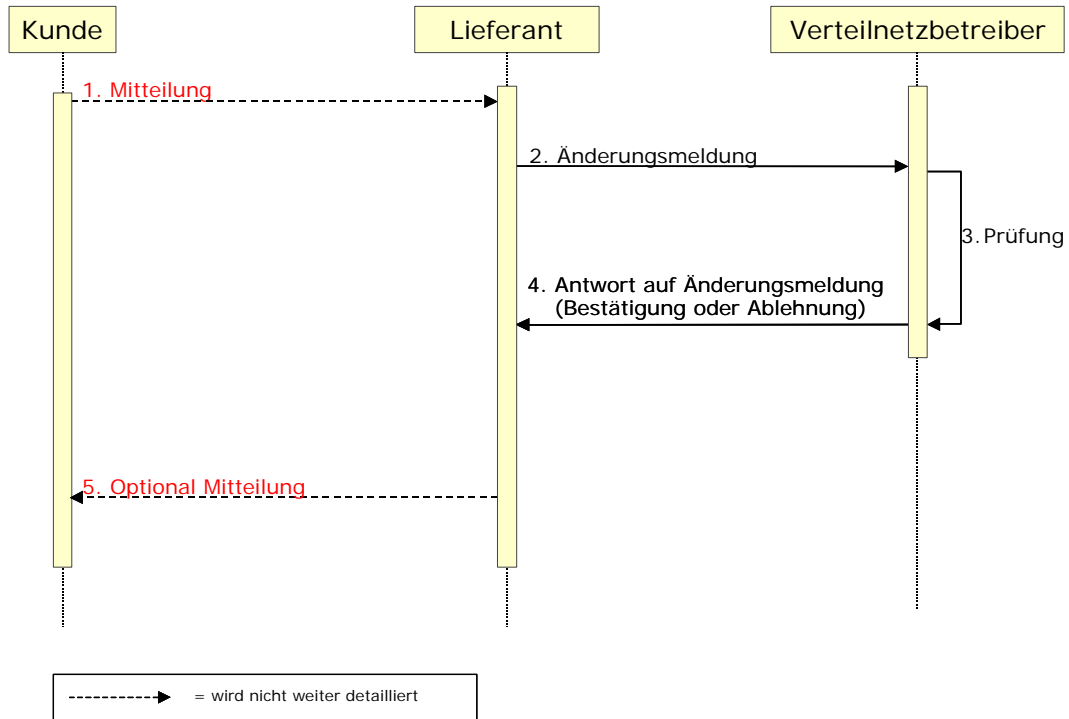 Kunde
Lieferant
Verteilnetzbetreiber
1. Mitteilung
2. Änderungsmeldung
3. Prüfung
4. Antwort auf Änderungsmeldung
(Bestätigung oder Ablehnung)
5. Optional Mitteilung
= wird nicht weiter detailliert